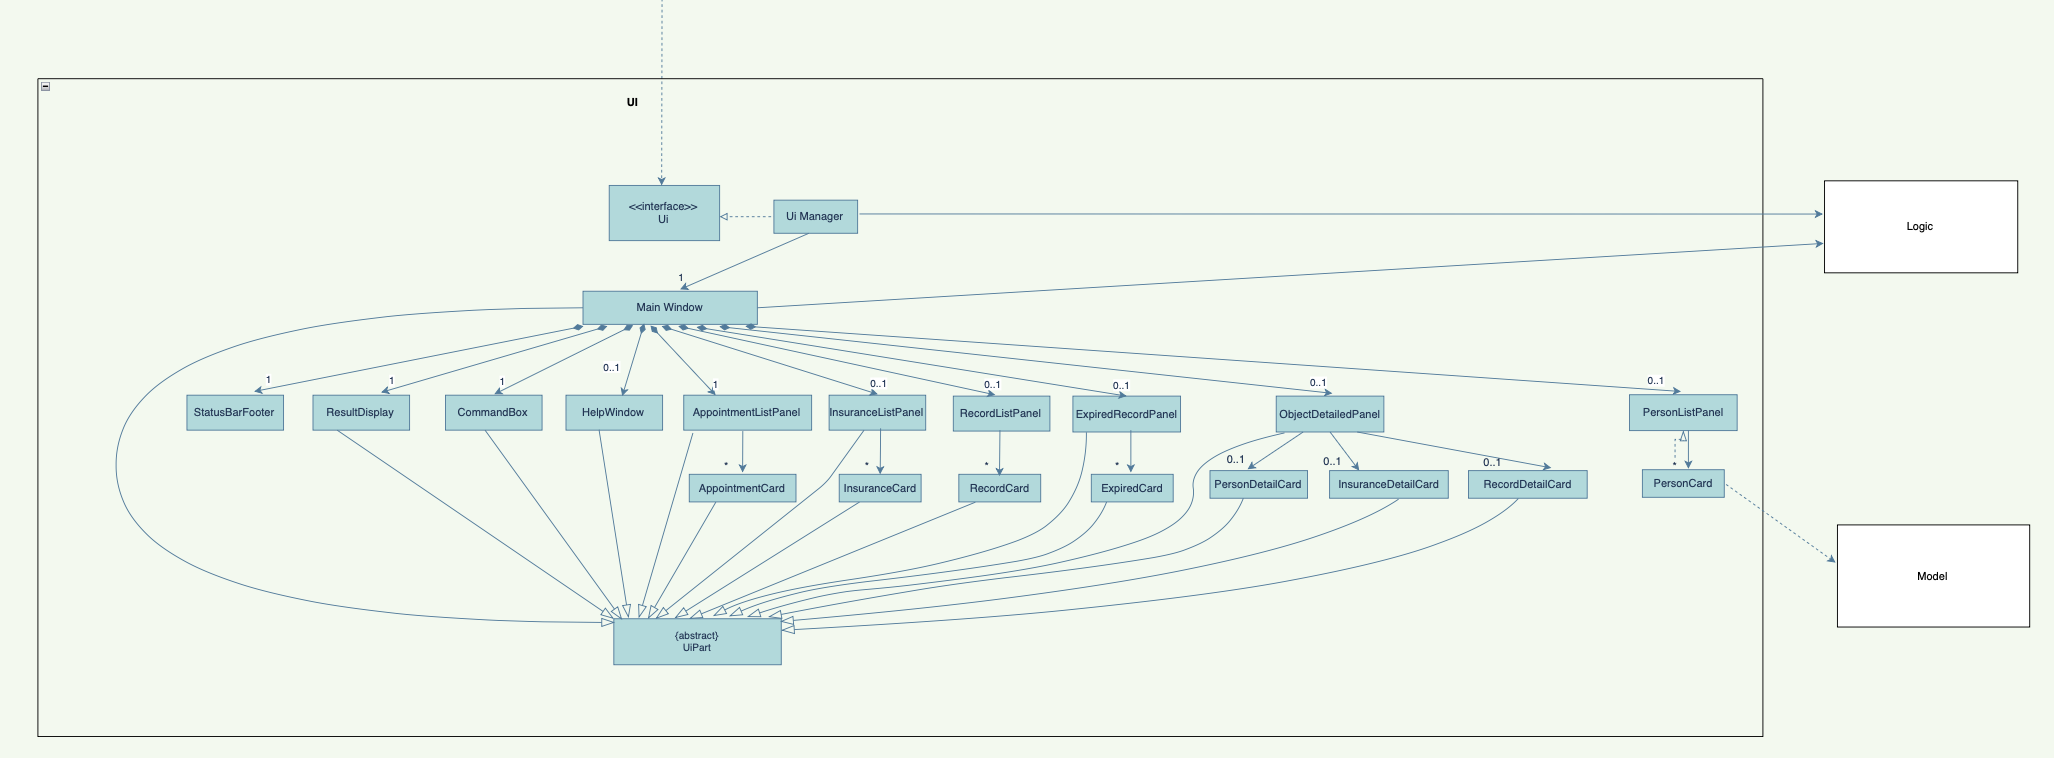 UI
<<interface>>
Ui
Ui Manager
Logic
1
Main Window
1
1
1
0..1
1
0..1
0..1
0..1
0..1
0..1
StatusBarFooter
ResultDisplay
CommandBox
HelpWindow
AppointmentListPanel
InsuranceListPanel
RecordListPanel
ExpiredRecordPanel
ObjectDetailedPanel
PersonListPanel
*
*
*
*
0..1
0..1
0..1
*
AppointmentCard
InsuranceCard
RecordCard
ExpiredCard
PersonDetailCard
InsuranceDetailCard
RecordDetailCard
PersonCard
Model
{abstract}
UiPart